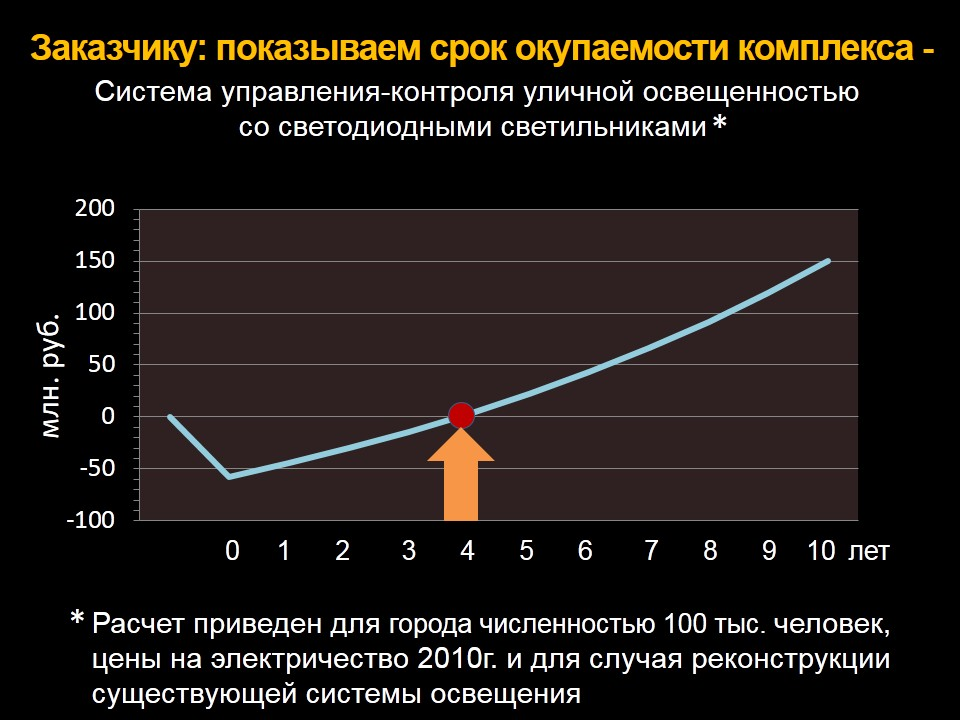 Заказчику: показываем срок окупаемости комплекса -
Система управления-контроля уличной освещенностью
со светодиодными светильниками *
200
150
100
50
0
-50
-100
млн. руб.
0 1 2 3 4 5 6 7 8 9 10 лет
* Расчет приведен для города численностью 100 тыс. человек,
цены на электричество 2010г. и для случая реконструкции
существующей системы освещения